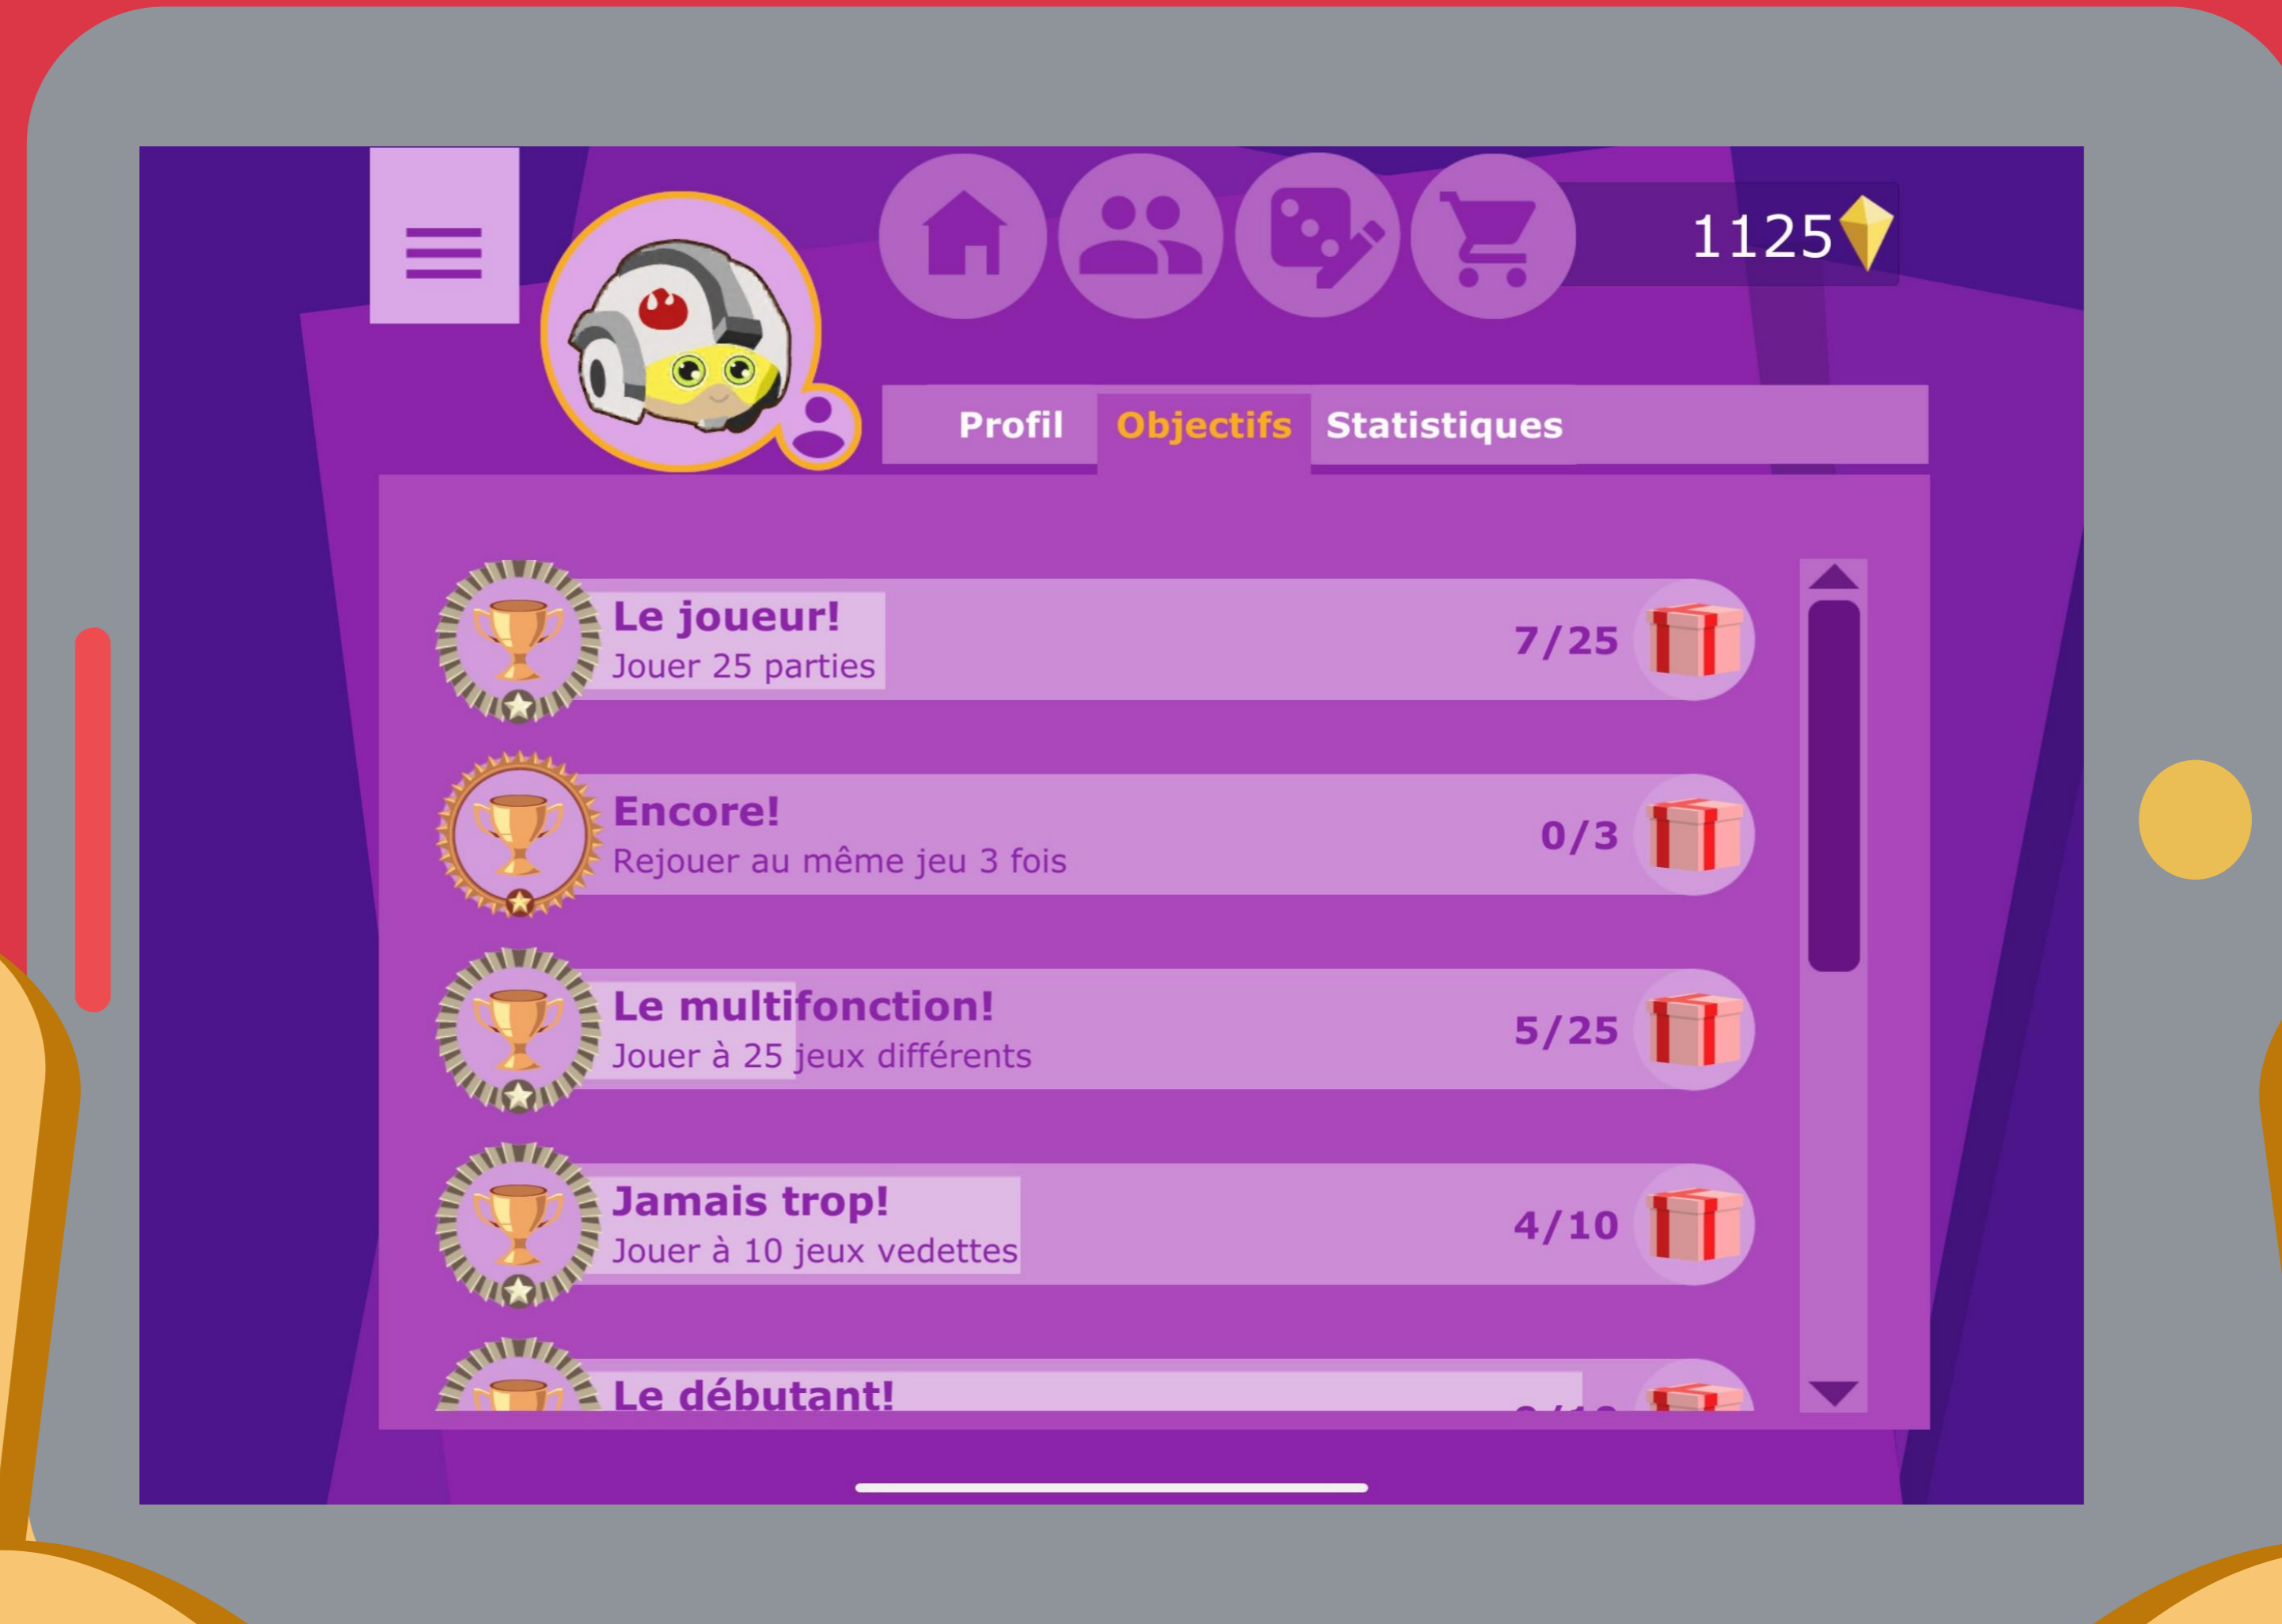 1125
Profil Objectifs Statistiques
Le joueur!
Jouer 25 parties
7/25
Encore!
Rejouer au même jeu 3 fois
0/3
Le multifonction!
Jouer à 25 jeux différents
5/25
Jamais trop!
Jouer à 10 jeux vedettes
4/10
Le débutant!